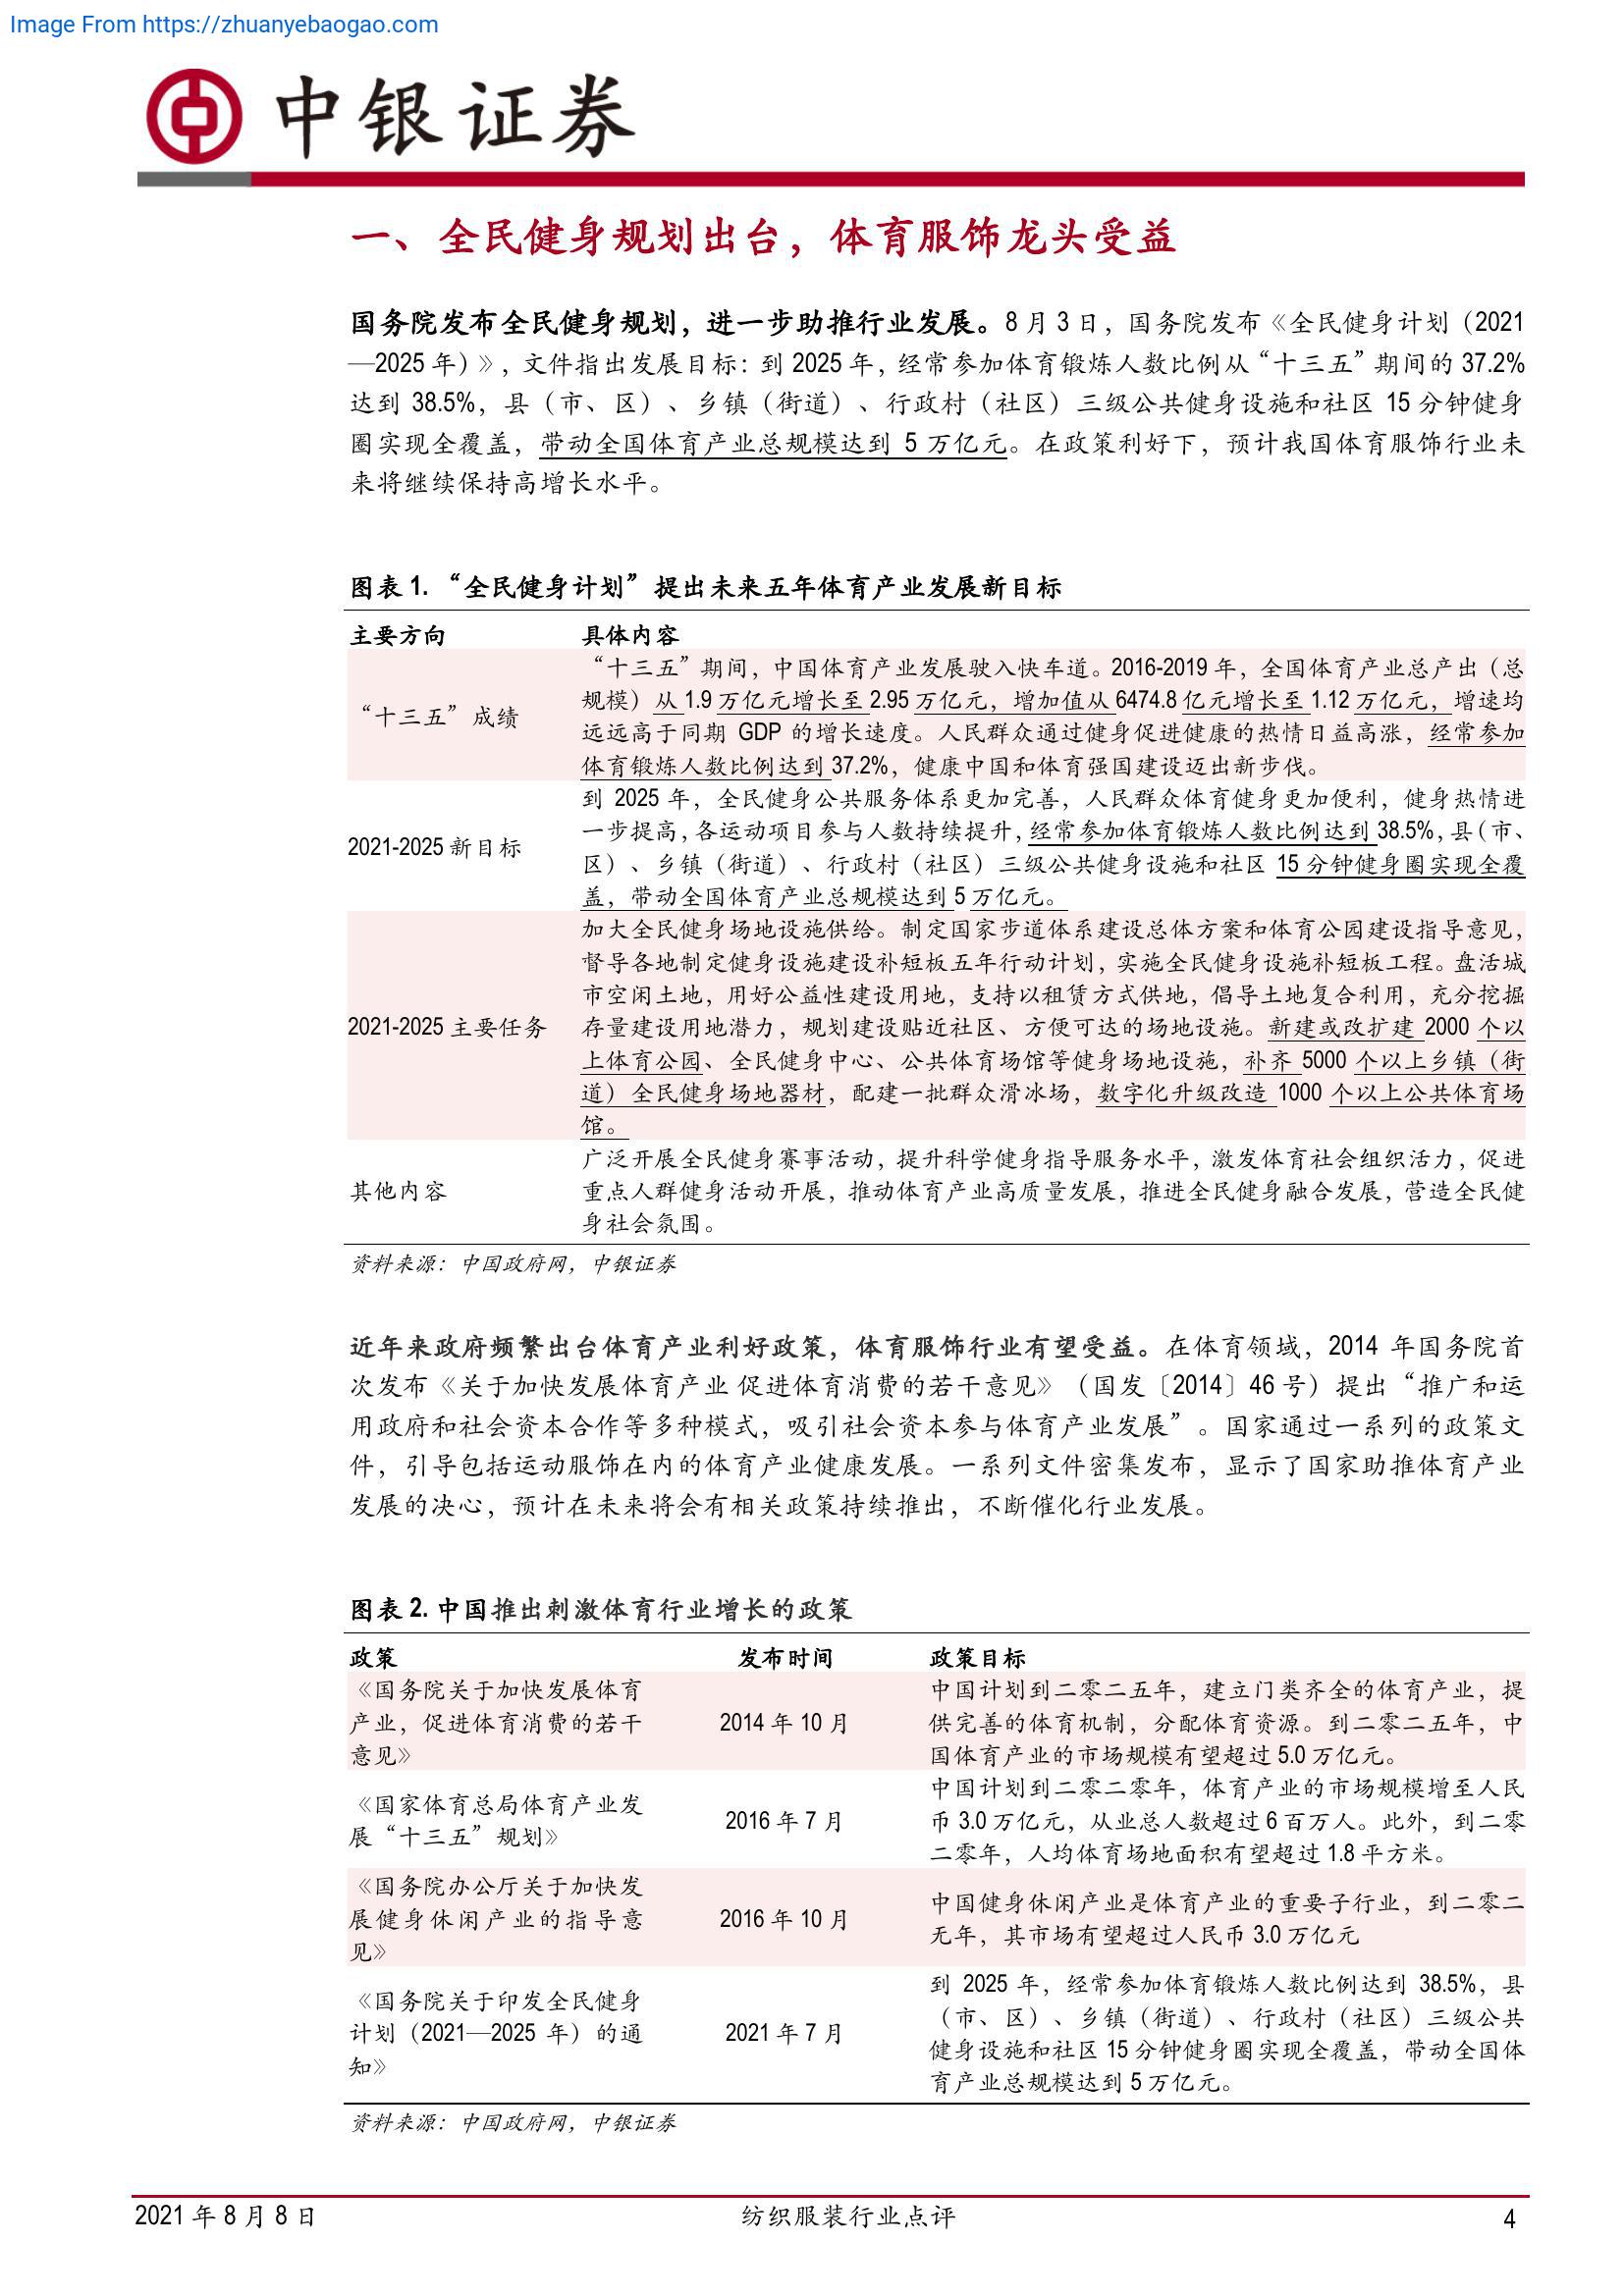 Image From https://zhuanyebaogao.com
中银证券
一、全民健身规划出台，体育服饰龙头受益
国务院发布全民健身规划，进一步助推行业发展。8 月 3 日，国务院发布《全民健身计划（2021
—2025 年）》，文件指出发展目标：到 2025 年，经常参加体育锻炼人数比例从“十三五”期间的 37.2%
达到 38.5%，县（市、区）、乡镇（街道）、行政村（社区）三级公共健身设施和社区 15 分钟健身
圈实现全覆盖，带动全国体育产业总规模达到 5 万亿元。在政策利好下，预计我国体育服饰行业未
来将继续保持高增长水平。
图表 1. “全民健身计划”提出未来五年体育产业发展新目标
主要方向 具体内容
“十三五”成绩
“十三五”期间，中国体育产业发展驶入快车道。2016-2019 年，全国体育产业总产出（总
规模）从 1.9 万亿元增长至 2.95 万亿元，增加值从 6474.8 亿元增长至 1.12 万亿元，增速均
远远高于同期 GDP 的增长速度。人民群众通过健身促进健康的热情日益高涨，经常参加
体育锻炼人数比例达到 37.2%，健康中国和体育强国建设迈出新步伐。
2021-2025 新目标
到 2025 年，全民健身公共服务体系更加完善，人民群众体育健身更加便利，健身热情进
一步提高，各运动项目参与人数持续提升，经常参加体育锻炼人数比例达到 38.5%，县（市、
区）、乡镇（街道）、行政村（社区）三级公共健身设施和社区 15 分钟健身圈实现全覆
盖，带动全国体育产业总规模达到 5 万亿元。
2021-2025 主要任务
加大全民健身场地设施供给。制定国家步道体系建设总体方案和体育公园建设指导意见，
督导各地制定健身设施建设补短板五年行动计划，实施全民健身设施补短板工程。盘活城
市空闲土地，用好公益性建设用地，支持以租赁方式供地，倡导土地复合利用，充分挖掘
存量建设用地潜力，规划建设贴近社区、方便可达的场地设施。新建或改扩建 2000 个以
上体育公园、全民健身中心、公共体育场馆等健身场地设施，补齐 5000 个以上乡镇（街
道）全民健身场地器材，配建一批群众滑冰场，数字化升级改造 1000 个以上公共体育场
馆。
其他内容
广泛开展全民健身赛事活动，提升科学健身指导服务水平，激发体育社会组织活力，促进
重点人群健身活动开展，推动体育产业高质量发展，推进全民健身融合发展，营造全民健
身社会氛围。
资料来源：中国政府网，中银证券
近年来政府频繁出台体育产业利好政策，体育服饰行业有望受益。在体育领域，2014 年国务院首
次发布《关于加快发展体育产业 促进体育消费的若干意见》（国发〔2014〕46 号）提出“推广和运
用政府和社会资本合作等多种模式，吸引社会资本参与体育产业发展”。国家通过一系列的政策文
件，引导包括运动服饰在内的体育产业健康发展。一系列文件密集发布，显示了国家助推体育产业
发展的决心，预计在未来将会有相关政策持续推出，不断催化行业发展。
图表 2. 中国推出刺激体育行业增长的政策
政策 发布时间 政策目标
《国务院关于加快发展体育
产业，促进体育消费的若干
意见》
2014 年 10 月
中国计划到二零二五年，建立门类齐全的体育产业，提
供完善的体育机制，分配体育资源。到二零二五年，中
国体育产业的市场规模有望超过 5.0 万亿元。
《国家体育总局体育产业发
展“十三五”规划》
2016 年 7 月
中国计划到二零二零年，体育产业的市场规模增至人民
币 3.0 万亿元，从业总人数超过 6 百万人。此外，到二零
二零年，人均体育场地面积有望超过 1.8 平方米。
《国务院办公厅关于加快发
展健身休闲产业的指导意
见》
2016 年 10 月
中国健身休闲产业是体育产业的重要子行业，到二零二
无年，其市场有望超过人民币 3.0 万亿元
《国务院关于印发全民健身
计划（2021—2025 年）的通
知》
2021 年 7 月
到 2025 年，经常参加体育锻炼人数比例达到 38.5%，县
（市、区）、乡镇（街道）、行政村（社区）三级公共
健身设施和社区 15 分钟健身圈实现全覆盖，带动全国体
育产业总规模达到 5 万亿元。
资料来源：中国政府网，中银证券
2021 年 8 月 8 日 纺织服装行业点评 4